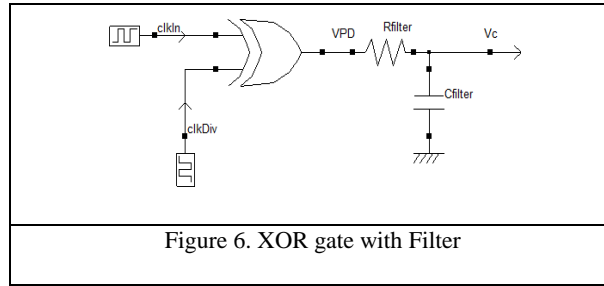 clkIn
VPD
Rfilter
Vc
Cfilter
clkDiv
Figure 6. XOR gate with Filter